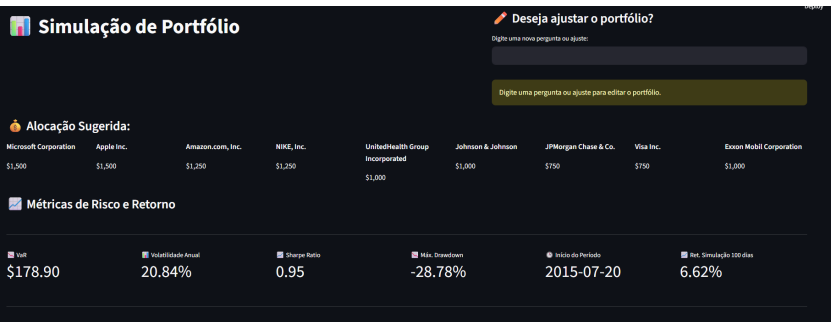 Deploy
Simulação de Portfólio
Deseja ajustar o portfólio?
Digite uma nova pergunta ou ajuste:
Digite uma pergunta ou ajuste para editar o portfólio.
Alocação Sugerida:
Microsoft Corporation
$1,500
Apple Inc.
$1,500
Amazon.com, Inc.
$1,250
NIKE, Inc.
$1,250
UnitedHealth Group
Incorporated
$1,000
Johnson & Johnson
$1,000
JPMorgan Chase & Co.
$750
Visa Inc.
$750
Exxon Mobil Corporation
$1,000
Métricas de Risco e Retorno
VaR
$178.90
Volatilidade Anual
20.84%
Sharpe Ratio
0.95
Máx. Drawdown
-28.78%
Início do Período
2015-07-20
Ret. Simulação 100 dias
6.62%